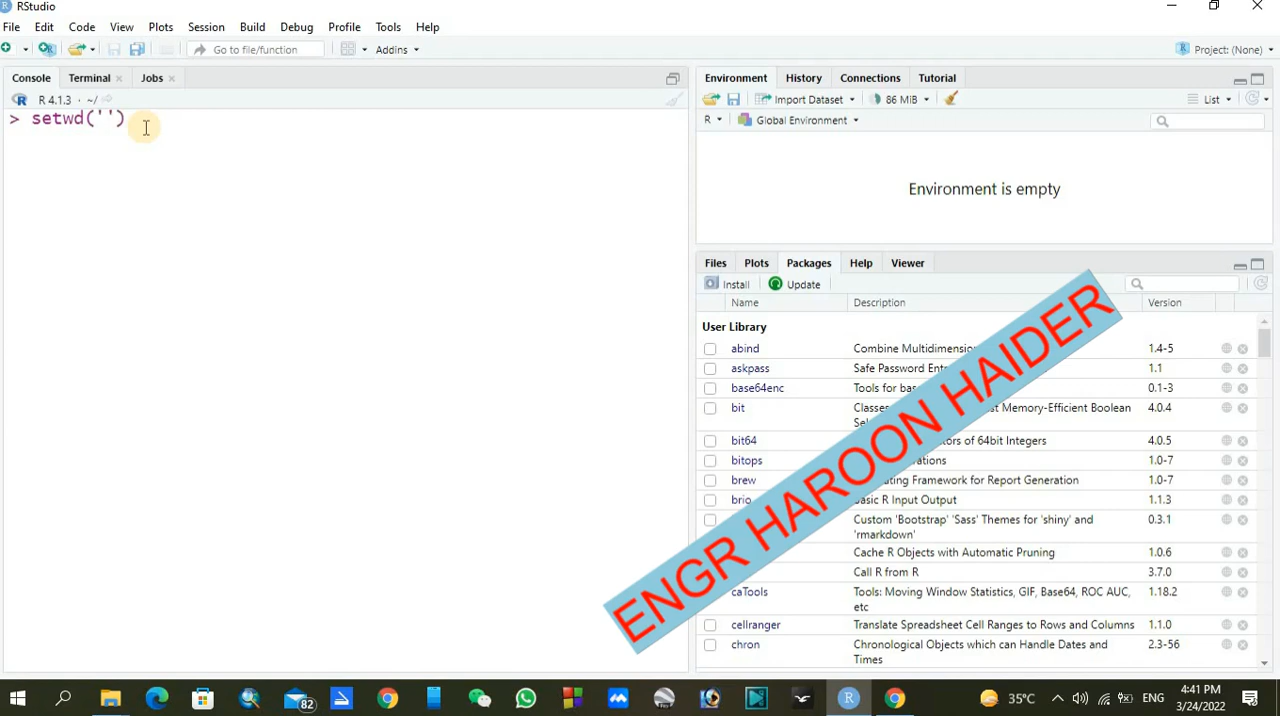 RStudio
File Edit Code View Plots Session Build Debug Profile Tools Help
Go to file/function Addins Project: (None)
Console Terminal Jobs
R 4.1.3 · ~/
> setwd('')
Environment History Connections Tutorial
Import Dataset 86 MiB List
R Global Environment
Environment is empty
Files Plots Packages Help Viewer
Install Update
Name Description Version
User Library
abind Combine Multidimension 1.4-5
askpass Safe Password Ent 1.1
base64enc Tools for bas 0.1-3
bit Classes Memory-Efficient Boolean 4.0.4
bit64 of 64bit Integers 4.0.5
bitops 1.0-7
brew Framework for Report Generation 1.0-7
brio Basic R Input Output 1.1.3
Custom 'Bootstrap' 'Sass' Themes for 'shiny' and 0.3.1
'rmarkdown'
Cache R Objects with Automatic Pruning 1.0.6
Call R from R 3.7.0
caTools Tools: Moving Window Statistics, GIF, Base64, ROC AUC, 1.18.2
etc
cellranger Translate Spreadsheet Cell Ranges to Rows and Columns 1.1.0
chron Chronological Objects which can Handle Dates and 2.3-56
Times
ENGR HAROON HAIDER
82 35°C ENG 4:41 PM
3/24/2022